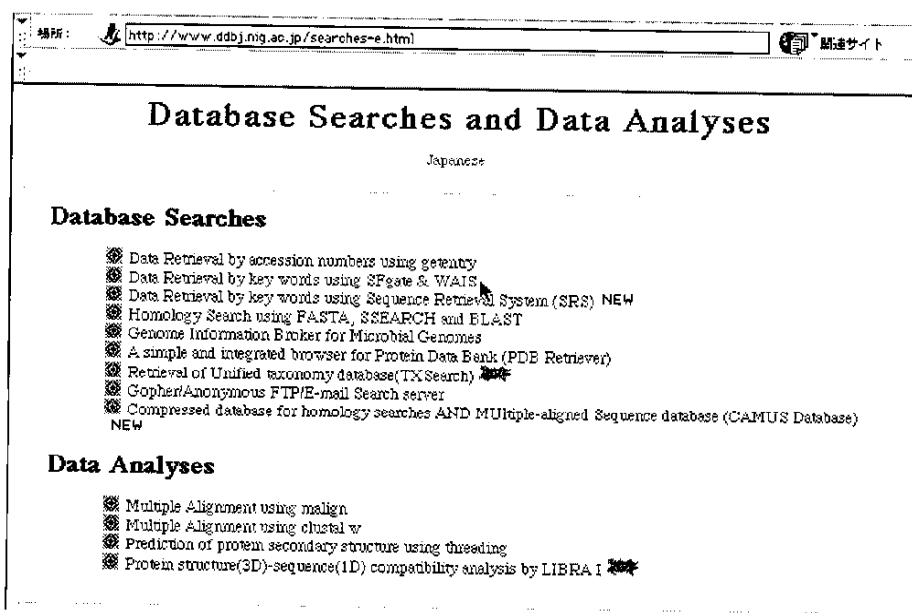 場所:
http://www.ddbj.nig.ac.jp/searches-e.html
関連サイト
Database Searches and Data Analyses
Japanese
Database Searches
Data Retrieval by accession numbers using getentry
Data Retrieval by key words using SFgate & WAIS
Data Retrieval by key words using Sequence Retrieval System (SRS) NEW
Homology Search using FASTA, SSEARCH and BLAST
Genome Information Broker for Microbial Genomes
A simple and integrated browser for Protein Data Bank (PDB Retriever)
Retrieval of Unified taxonomy database(TXSearch)
Gopher/Anonymous FTP/E-mail Search server
Compressed database for homology searches AND MUltiple-aligned Sequence database (CAMUS Database)
NEW
Data Analyses
Multiple Alignment using malign
Multiple Alignment using clustal w
Prediction of protein secondary structure using threading
Protein structure(3D)-sequence(1D) compatibility analysis by LIBRA I